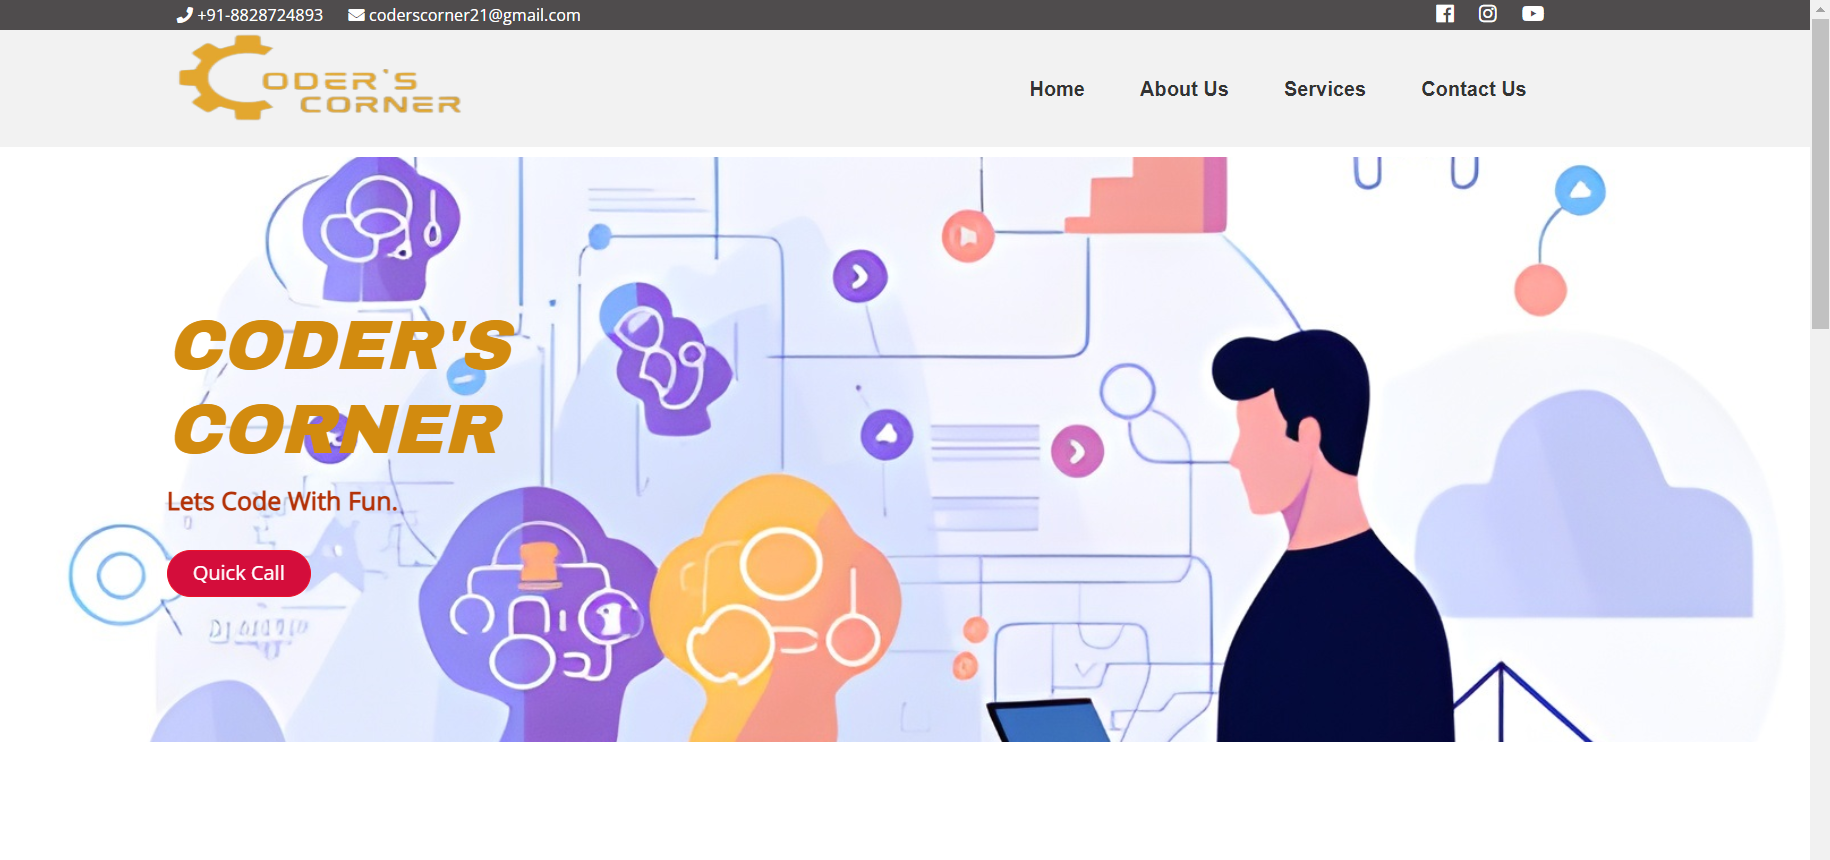 +91-8828724893 coderscorner21@gmail.com
ODER'S
CORNER
Home About Us Services Contact Us
CODER'S
CORNER
Lets Code With Fun.
Quick Call